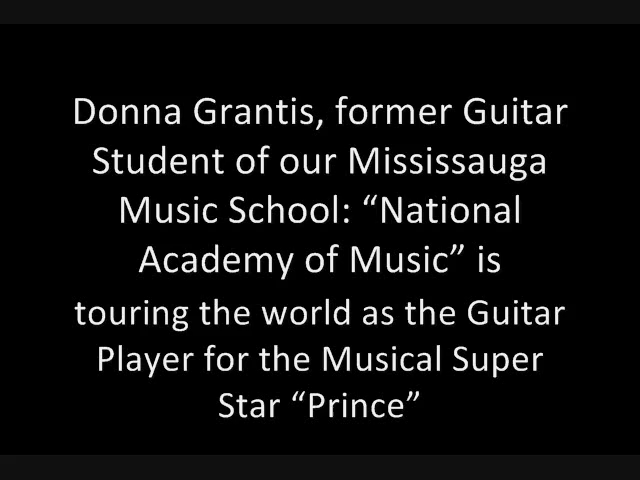 Donna Grantis, former Guitar
Student of our Mississauga
Music School: “National
Academy of Music” is
touring the world as the Guitar
Player for the Musical Super
Star “Prince”